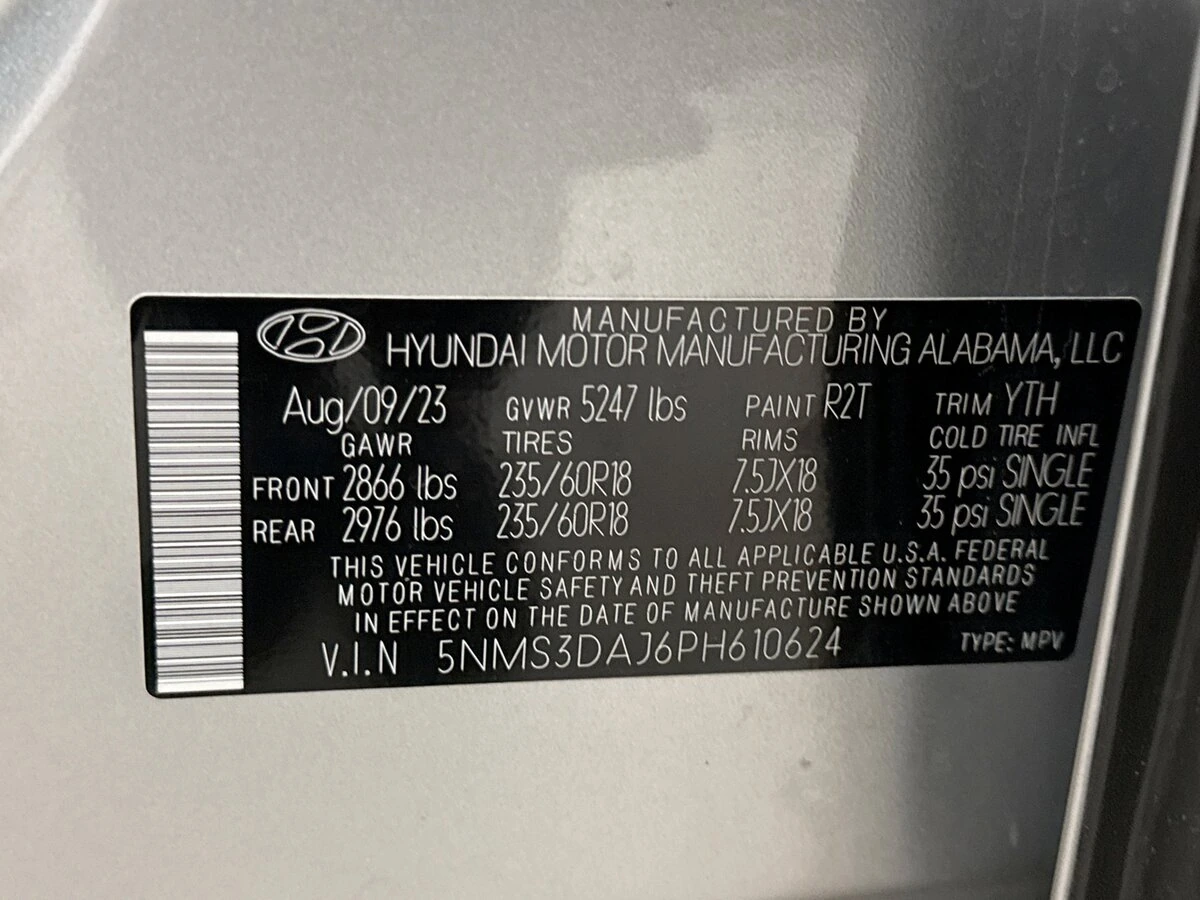 MANUFACTURED BY
HYUNDAI MOTOR MANUFACTURING ALABAMA, LLC
Aug/09/23 GVWR 5247 lbs PAINT R2T TRIM YTH
GAWR TIRES RIMS COLD TIRE INFL
FRONT 2866 lbs 235/60R18 7.5JX18 35 psi SINGLE
REAR 2976 lbs 235/60R18 7.5JX18 35 psi SINGLE
THIS VEHICLE CONFORMS TO ALL APPLICABLE U.S.A. FEDERAL
MOTOR VEHICLE SAFETY AND THEFT PREVENTION STANDARDS
IN EFFECT ON THE DATE OF MANUFACTURE SHOWN ABOVE
V.I.N 5NMS3DAJ6PH610624 TYPE: MPV